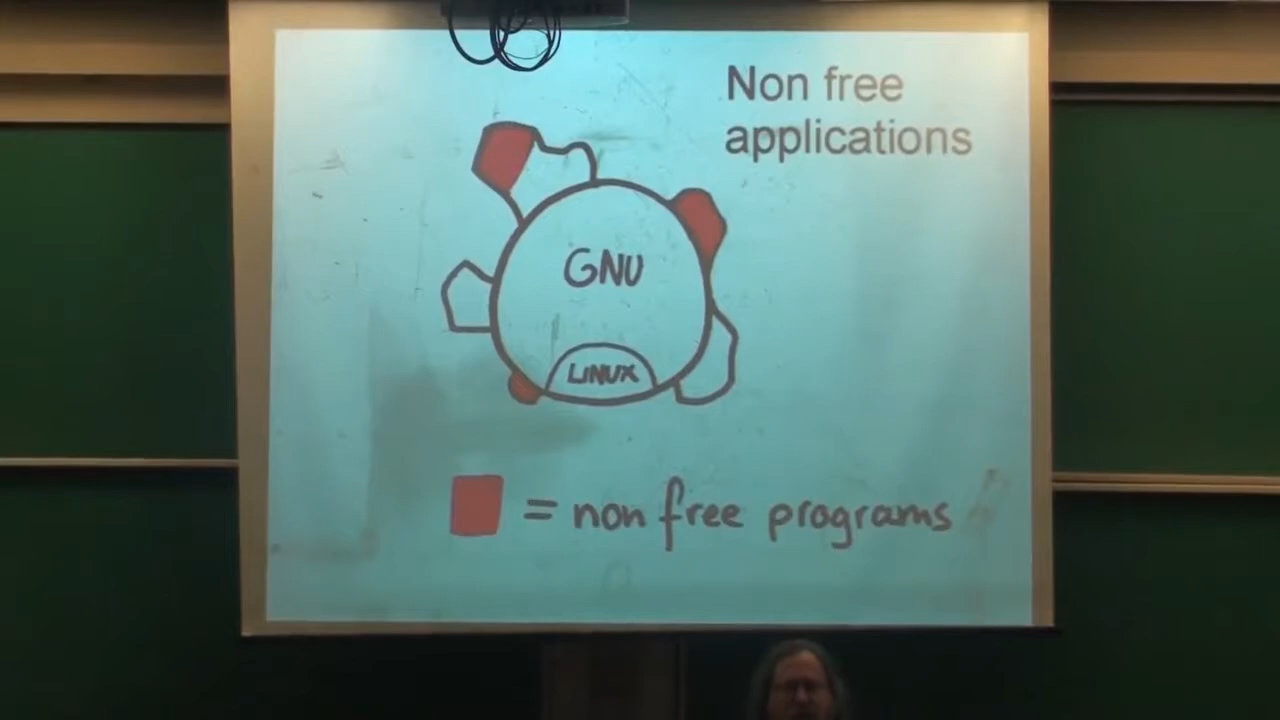 Non free
applications
GNU
LINUX
= non free programs